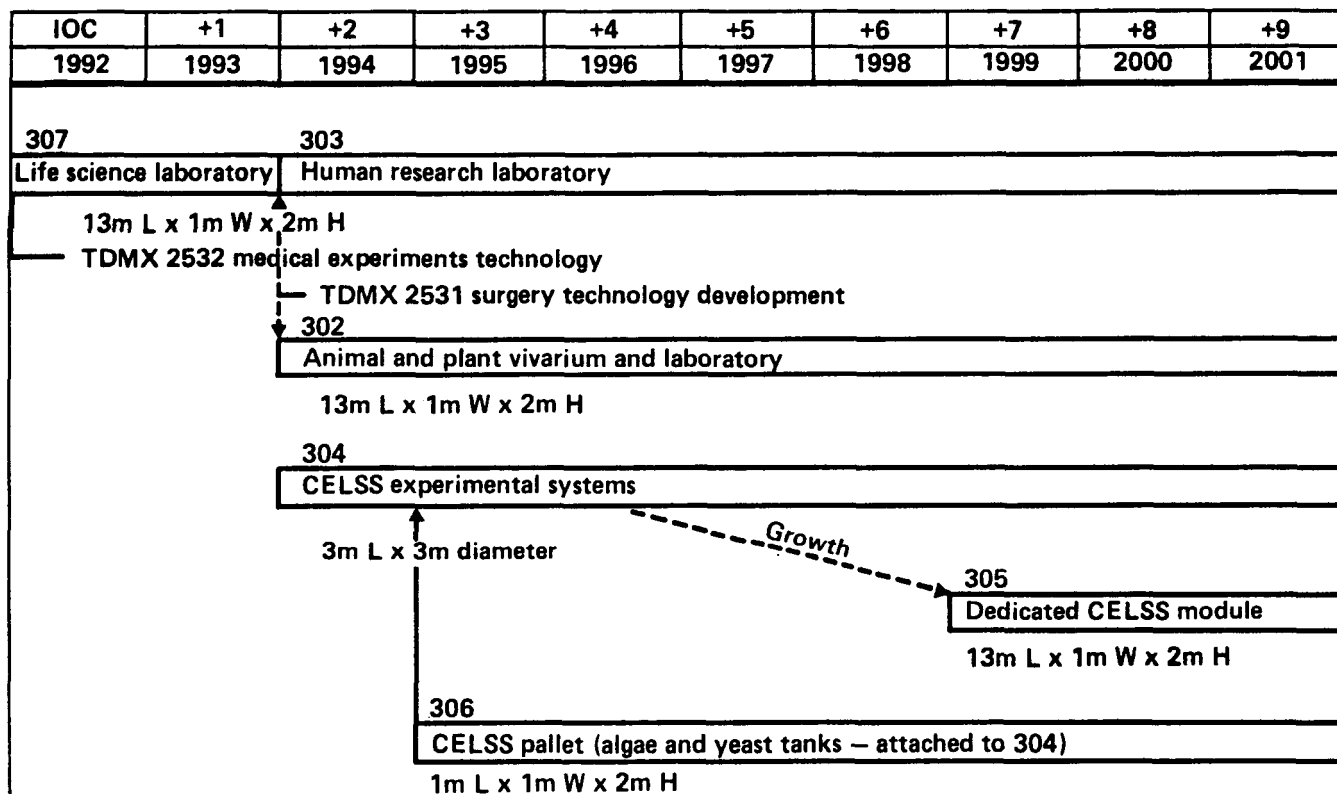 IOC +1 +2 +3 +4 +5 +6 +7 +8 +9
1992 1993 1994 1995 1996 1997 1998 1999 2000 2001
307 303
Life science laboratory Human research laboratory
13m L x 1m W x 2m H
TDMX 2532 medical experiments technology
TDMX 2531 surgery technology development
302
Animal and plant vivarium and laboratory
13m L x 1m W x 2m H
304
CELSS experimental systems
3m L x 3m diameter
Growth
305
Dedicated CELSS module
13m L x 1m W x 2m H
306
CELSS pallet (algae and yeast tanks – attached to 304)
1m L x 1m W x 2m H